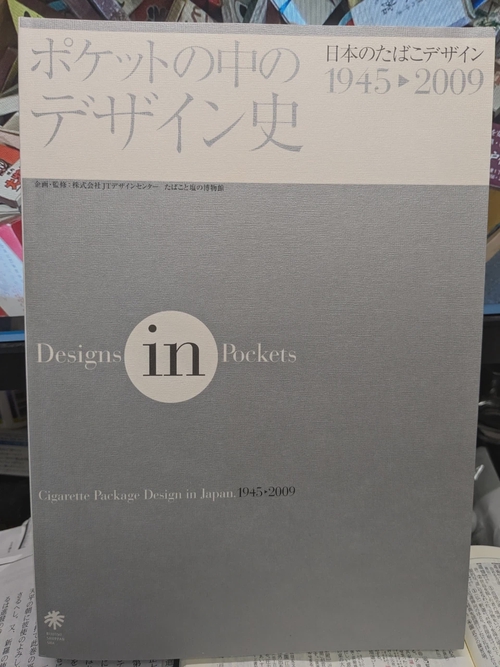 ポケットの中の
デザイン史
日本のたばこデザイン
1945▶2009
企画・監修：株式会社JTデザインセンター たばこと塩の博物館
Designs in Pockets
Cigarette Package Design in Japan. 1945・2009